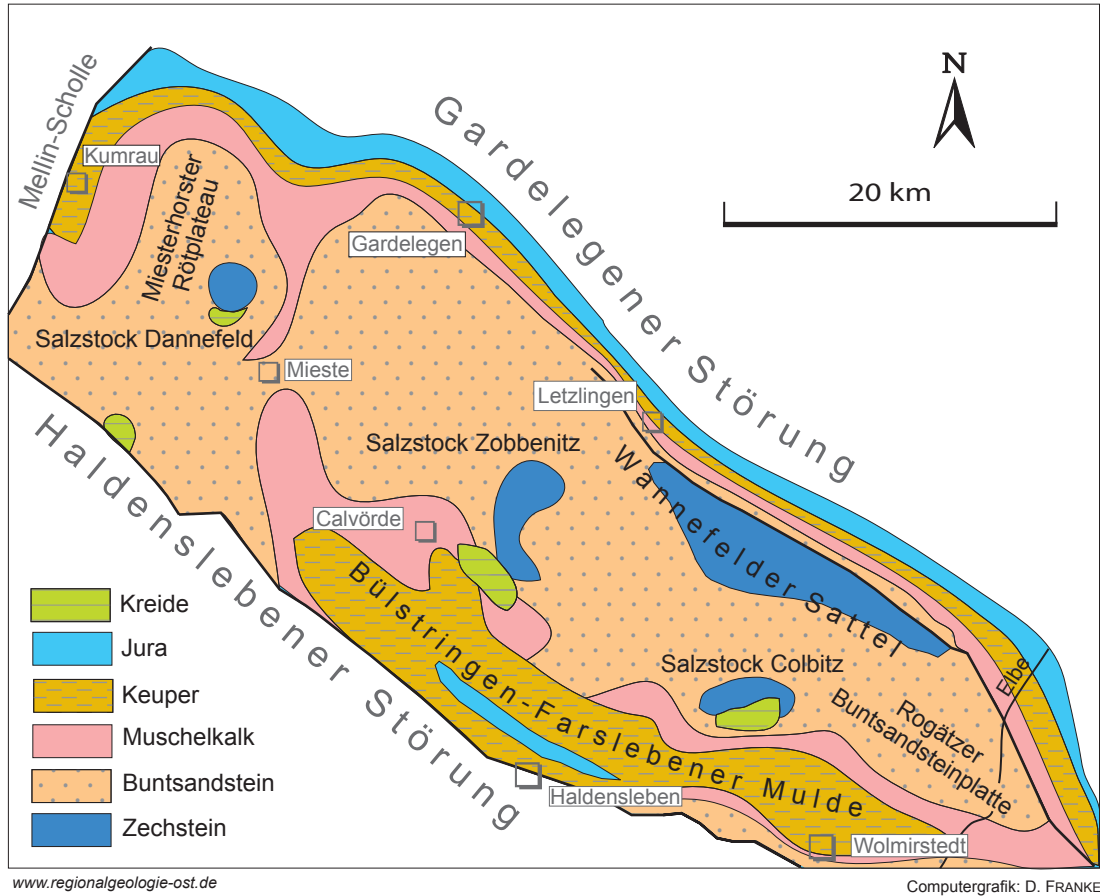 N
20 km
Gardelegener Störung
Mellin-Scholle
Kumrau
Miesterhorster
Rötplateau
Gardelegen
Salzstock Dannefeld
Mieste
Letzlingen
Salzstock Zobbenitz
Wannefelder Sattel
Haldenslebener Störung
Calvörde
Bülstringen-Farslebener Mulde
Salzstock Colbitz
Elbe
Rogätzer
Buntsandsteinplatte
Haldensleben
Wolmirstedt
Kreide
Jura
Keuper
Muschelkalk
Buntsandstein
Zechstein
www.regionalgeologie-ost.de
Computergrafik: D. FRANKE